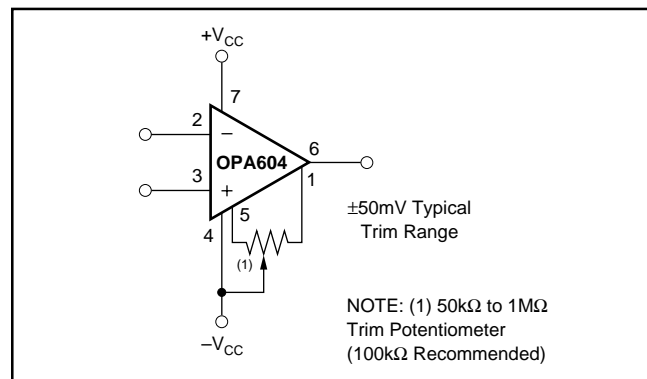 +VCC
7
2
−
OPA604
6
3
+
1
5
4
(1)
±50mV Typical
Trim Range
NOTE: (1) 50kΩ to 1MΩ
Trim Potentiometer
(100kΩ Recommended)
−VCC